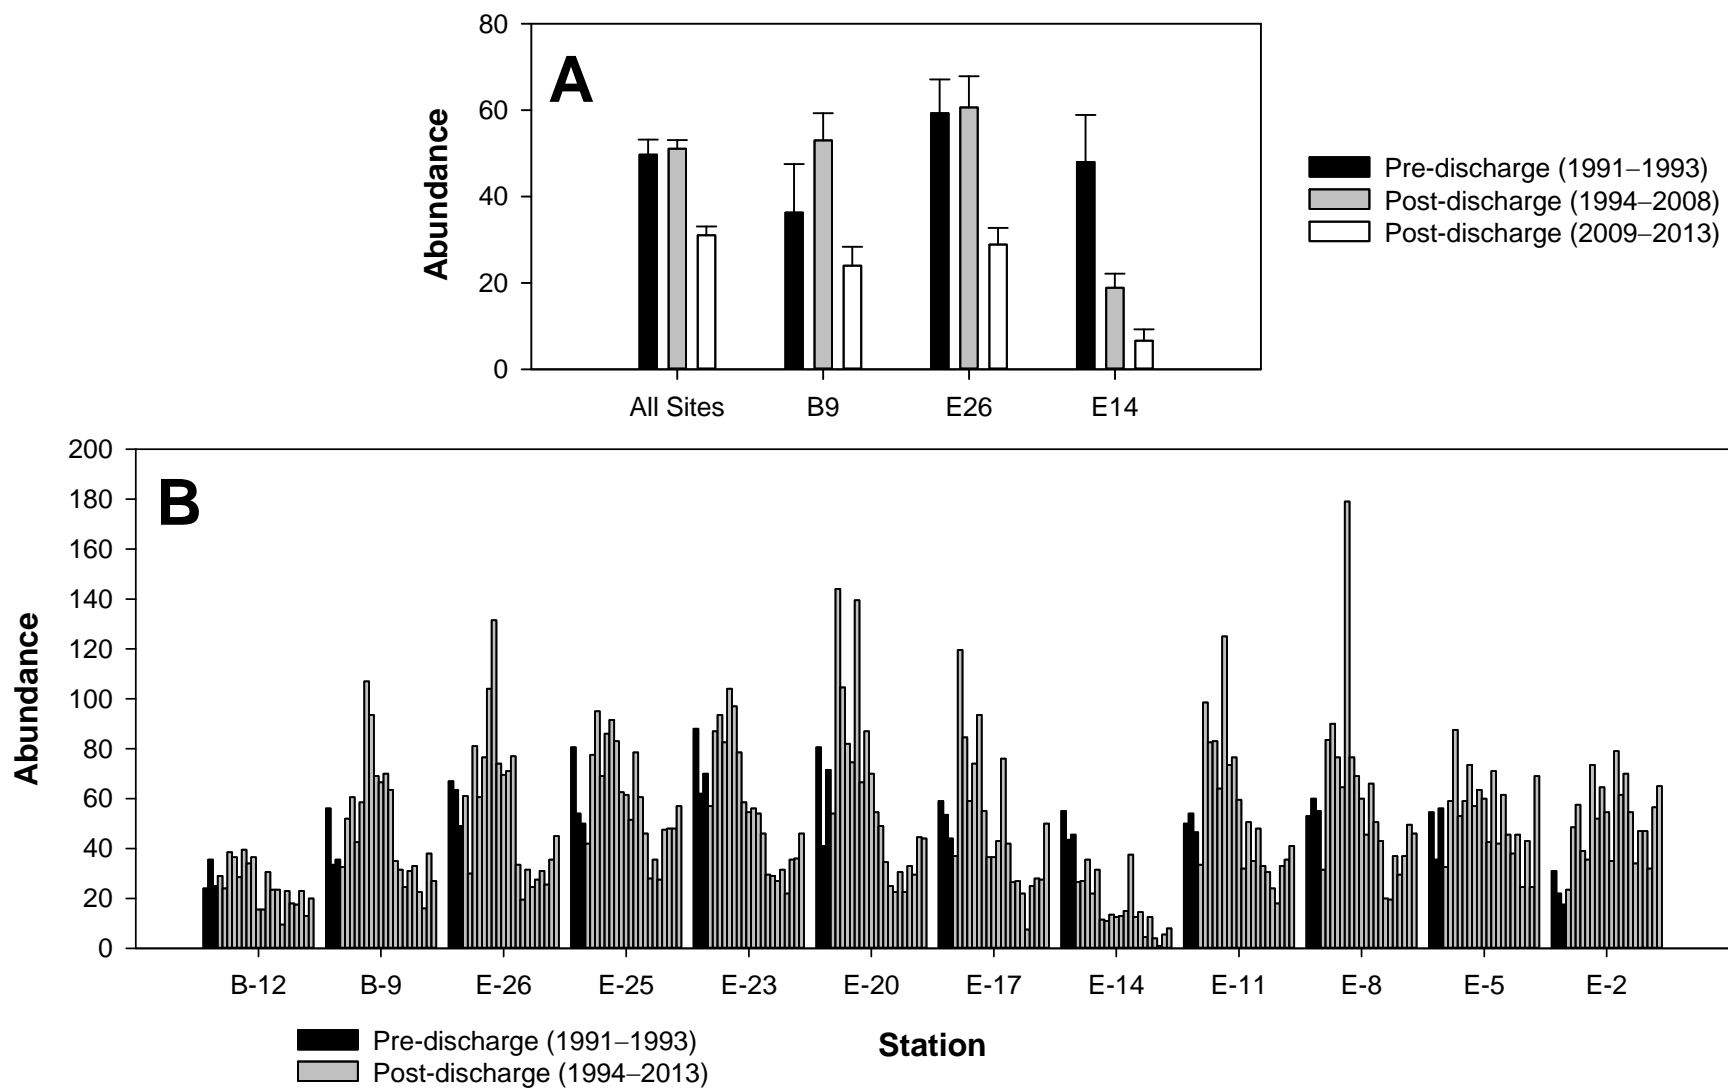 A
Abundance
80
60
40
20
0
All Sites B9 E26 E14
Pre-discharge (1991–1993)
Post-discharge (1994–2008)
Post-discharge (2009–2013)
B
Abundance
200
180
160
140
120
100
80
60
40
20
0
B-12 B-9 E-26 E-25 E-23 E-20 E-17 E-14 E-11 E-8 E-5 E-2
Station
Pre-discharge (1991–1993)
Post-discharge (1994–2013)